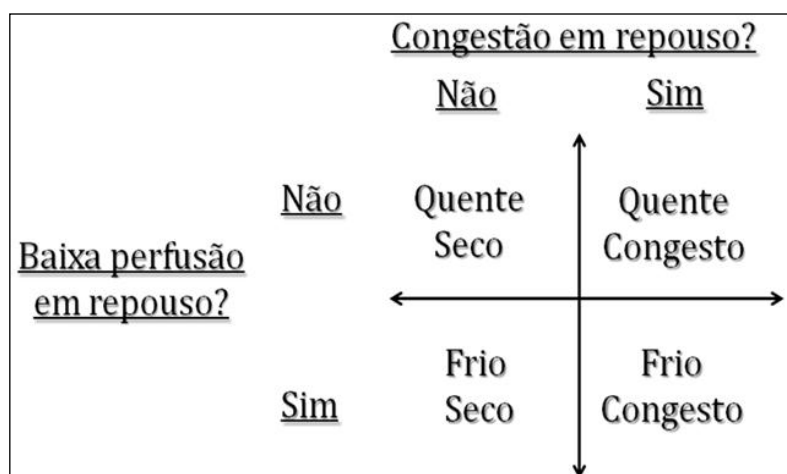 Congestão em repouso?
Não Sim
Não Quente Quente
Seco Congesto
Baixa perfusão
em repouso?
Frio Frio
Sim Seco Congesto